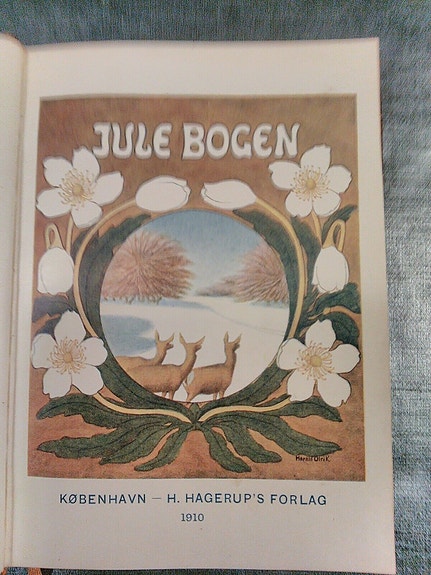 JULE BOGEN
Harald Olrik.
KØBENHAVN – H. HAGERUP'S FORLAG
1910